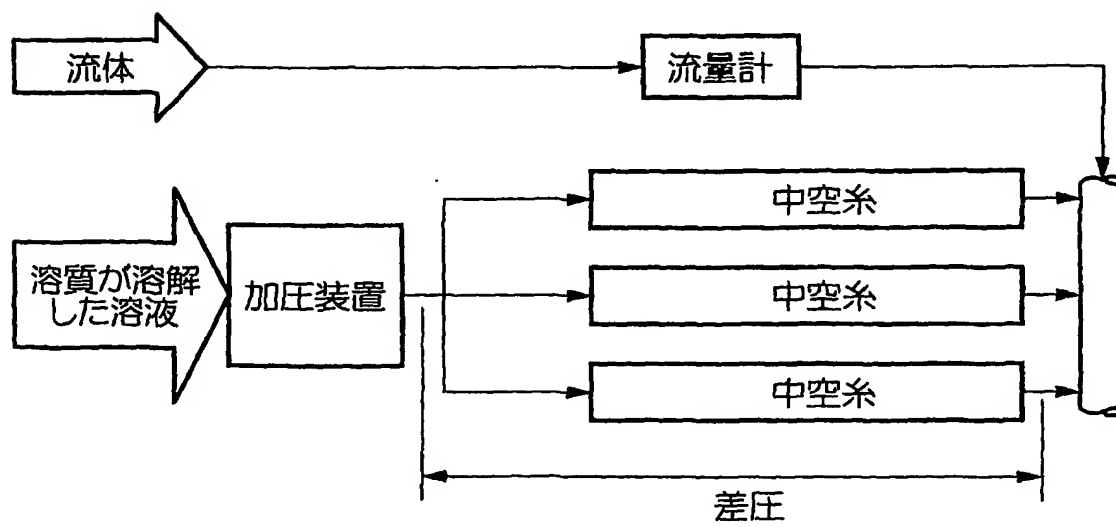 流体
流量計
中空糸
溶質が溶解
した溶液
加圧装置
中空糸
中空糸
差圧